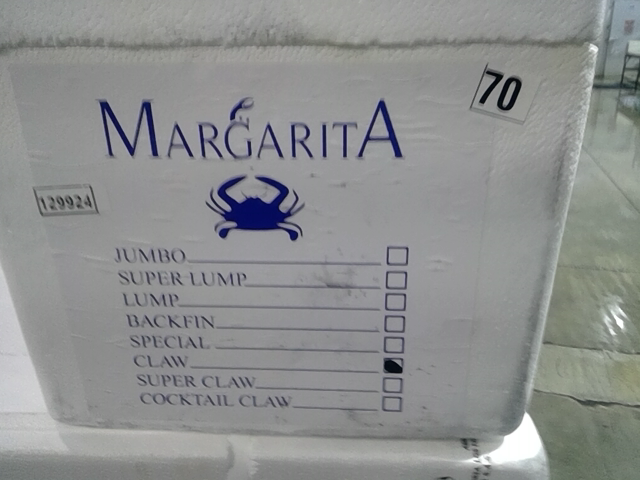 70
MARGARITA
129924
JUMBO
SUPER LUMP
LUMP
BACKFIN
SPECIAL
CLAW
SUPER CLAW
COCKTAIL CLAW